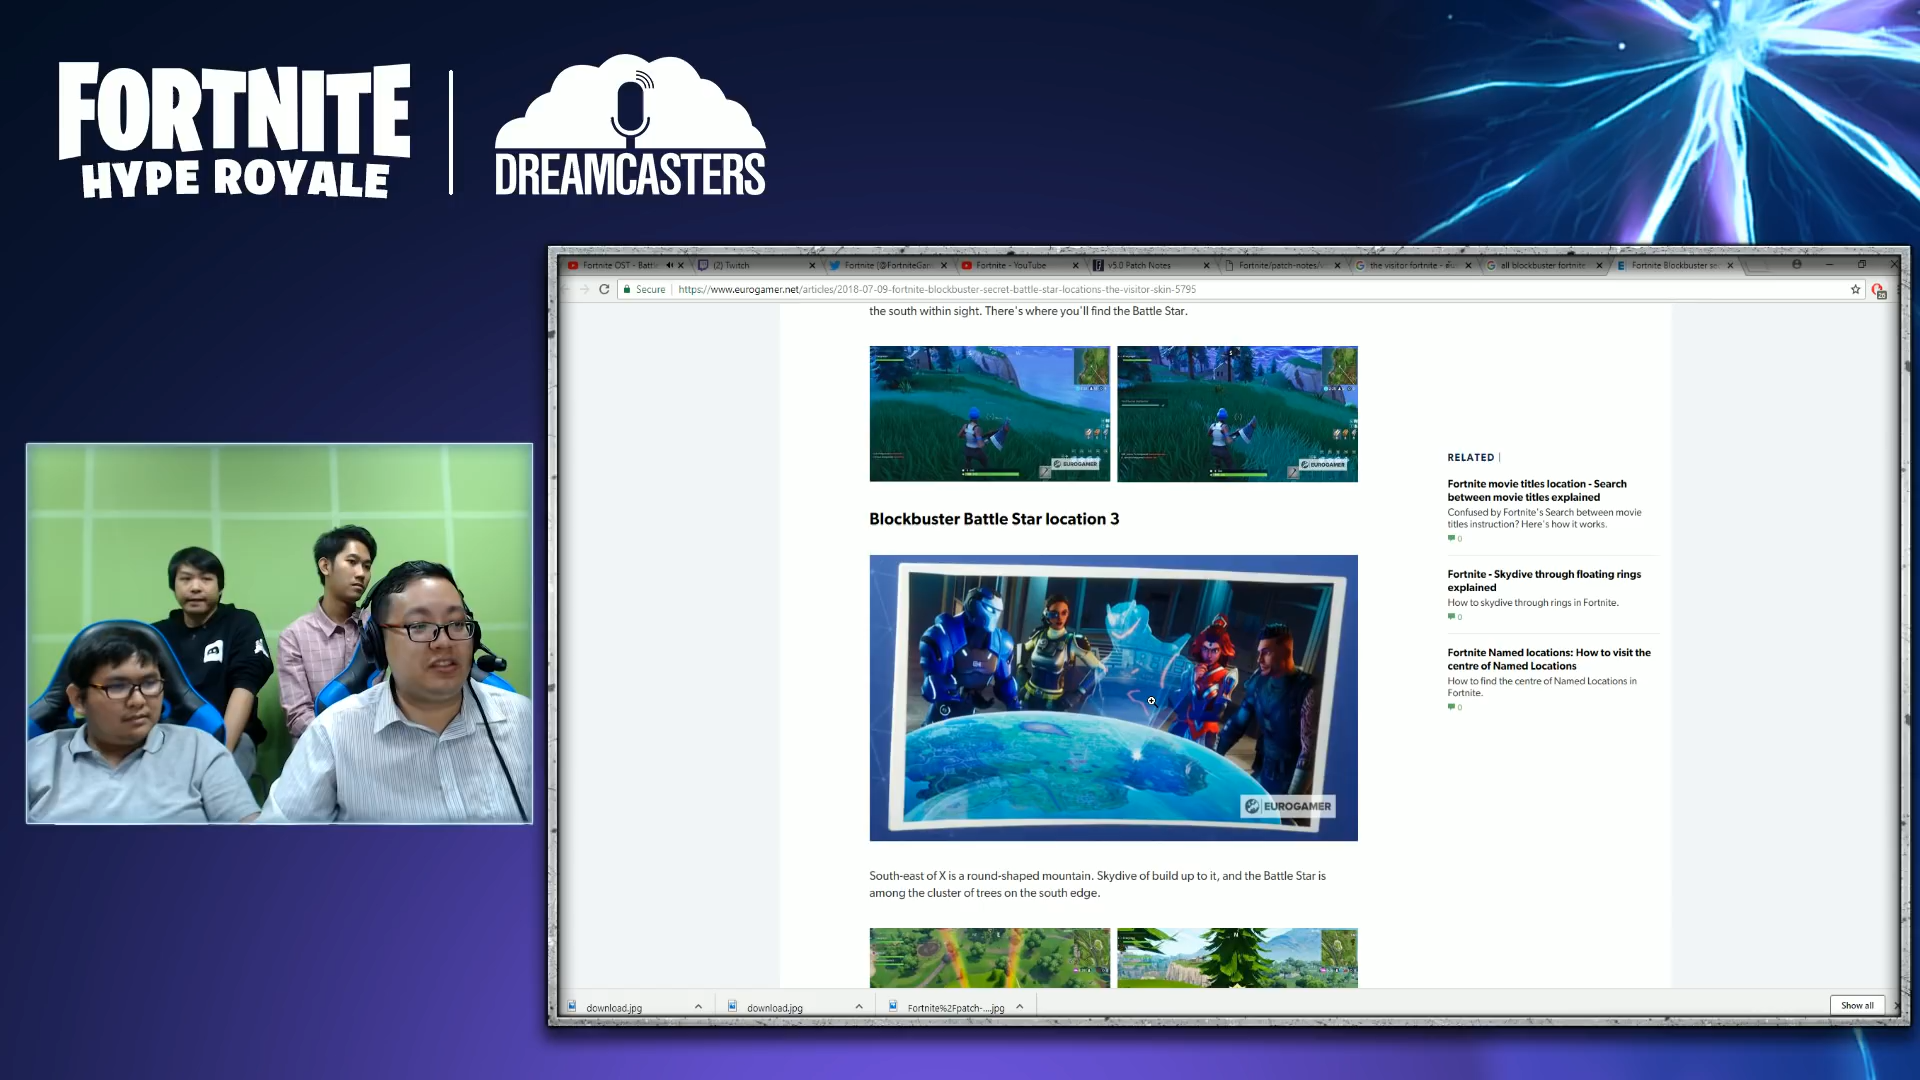 FORTNITE
HYPE ROYALE
DREAMCASTERS
Fortnite OST - Battl
(2) Twitch
Fortnite (@FortniteGam
Fortnite - YouTube
v5.0 Patch Notes
Fortnite/patch-notes/v
the visitor fortnite
all blockbuster fortnite
Fortnite Blockbuster se
Secure
https://www.eurogamer.net/articles/2018-07-09-fortnite-blockbuster-secret-battle-star-locations-the-visitor-skin-5795
the south within sight. There's where you'll find the Battle Star.
EUROGAMER
EUROGAMER
Blockbuster Battle Star location 3
EUROGAMER
South-east of X is a round-shaped mountain. Skydive of build up to it, and the Battle Star is
among the cluster of trees on the south edge.
RELATED
Fortnite movie titles location - Search
between movie titles explained
Confused by Fortnite's Search between movie
titles instruction? Here's how it works.
0
Fortnite - Skydive through floating rings
explained
How to skydive through rings in Fortnite.
0
Fortnite Named locations: How to visit the
centre of Named Locations
How to find the centre of Named Locations in
Fortnite.
0
download.jpg
download.jpg
Fortnite%2Fpatch-....jpg
Show all